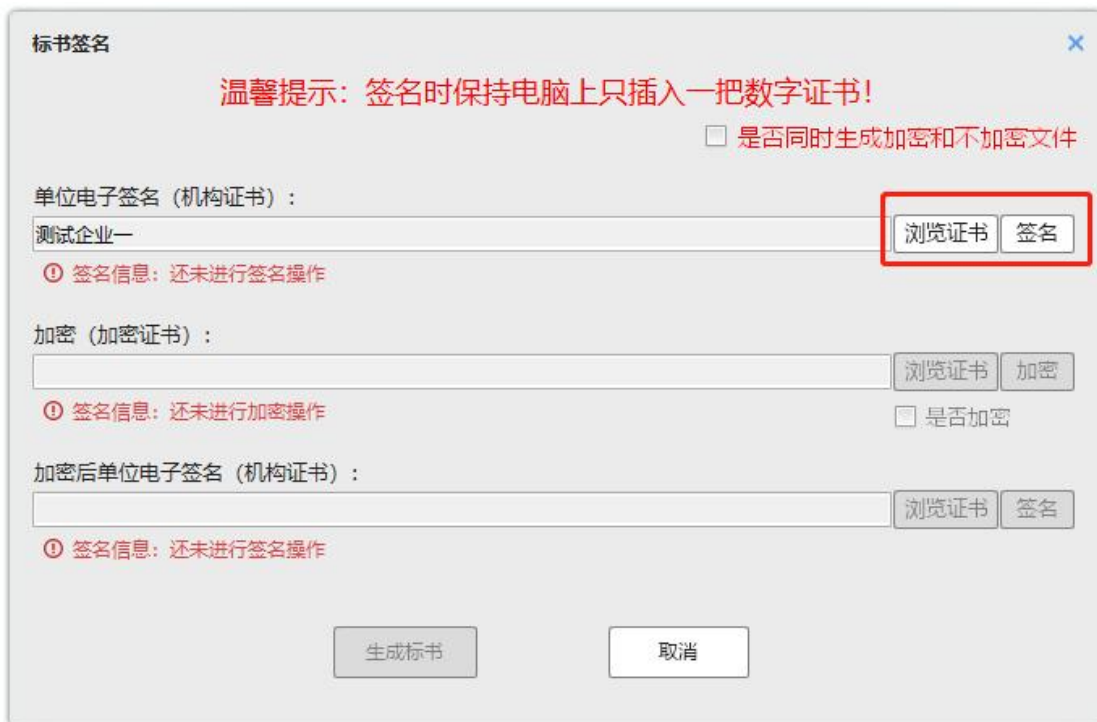 标书签名
温馨提示：签名时保持电脑上只插入一把数字证书！
是否同时生成加密和不加密文件
单位电子签名（机构证书）：
测试企业一 浏览证书 签名
签名信息：还未进行签名操作
加密（加密证书）：
浏览证书 加密
签名信息：还未进行加密操作 是否加密
加密后单位电子签名（机构证书）：
浏览证书 签名
签名信息：还未进行签名操作
生成标书 取消